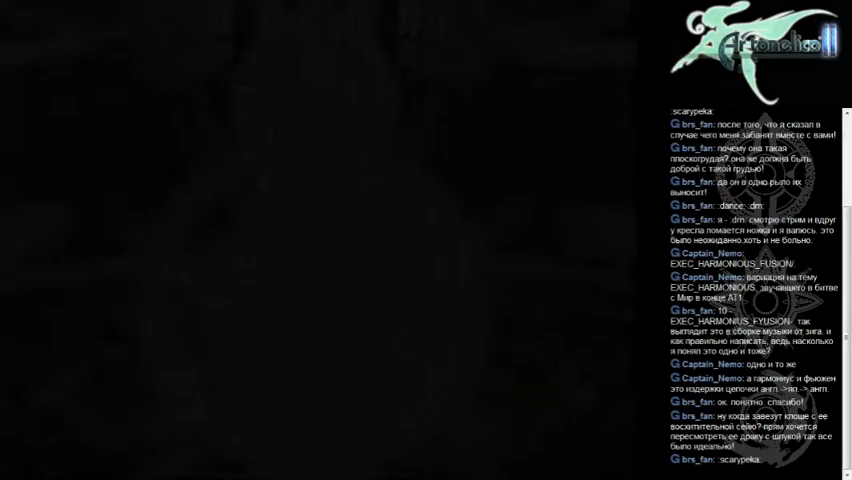 Ar tonelico II
:scarypeka:
G brs_fan: после того, что я сказал в
случае чего меня забанят вместе с вами!
G brs_fan: почему она такая
плоскогрудая? она же должна быть
доброй с такой грудью!
G brs_fan: да он в одно рыло их
выносит!
G brs_fan: :dance: :dm:
G brs_fan: я - :dm: смотрю стрим и вдруг
у кресла ломается ножка и я валюсь. это
было неожиданно.хоть и не больно.
G Captain_Nemo:
EXEC_HARMONIOUS_FUSION/.
G Captain_Nemo: вариация на тему
EXEC_HARMONIOUS, звучавшего в битве
с Мир в конце АТ1
G brs_fan: 10 -
EXEC_HARMONIUS_FYUSION- так
выглядит это в сборке музыки от зига. и
как правильно написать, ведь насколько
я понял это одно и тоже?
G Captain_Nemo: одно и то же
G Captain_Nemo: а гармониус и фьюжен
это издержки цепочки англ.->яп.-> англ.
G brs_fan: ок. понятно. спасибо!
G brs_fan: ну когда завезут клоше с ее
восхитительной сейю? прям хочется
пересмотреть ее драку с шпукой так все
было идеально!
G brs_fan: :scarypeka: